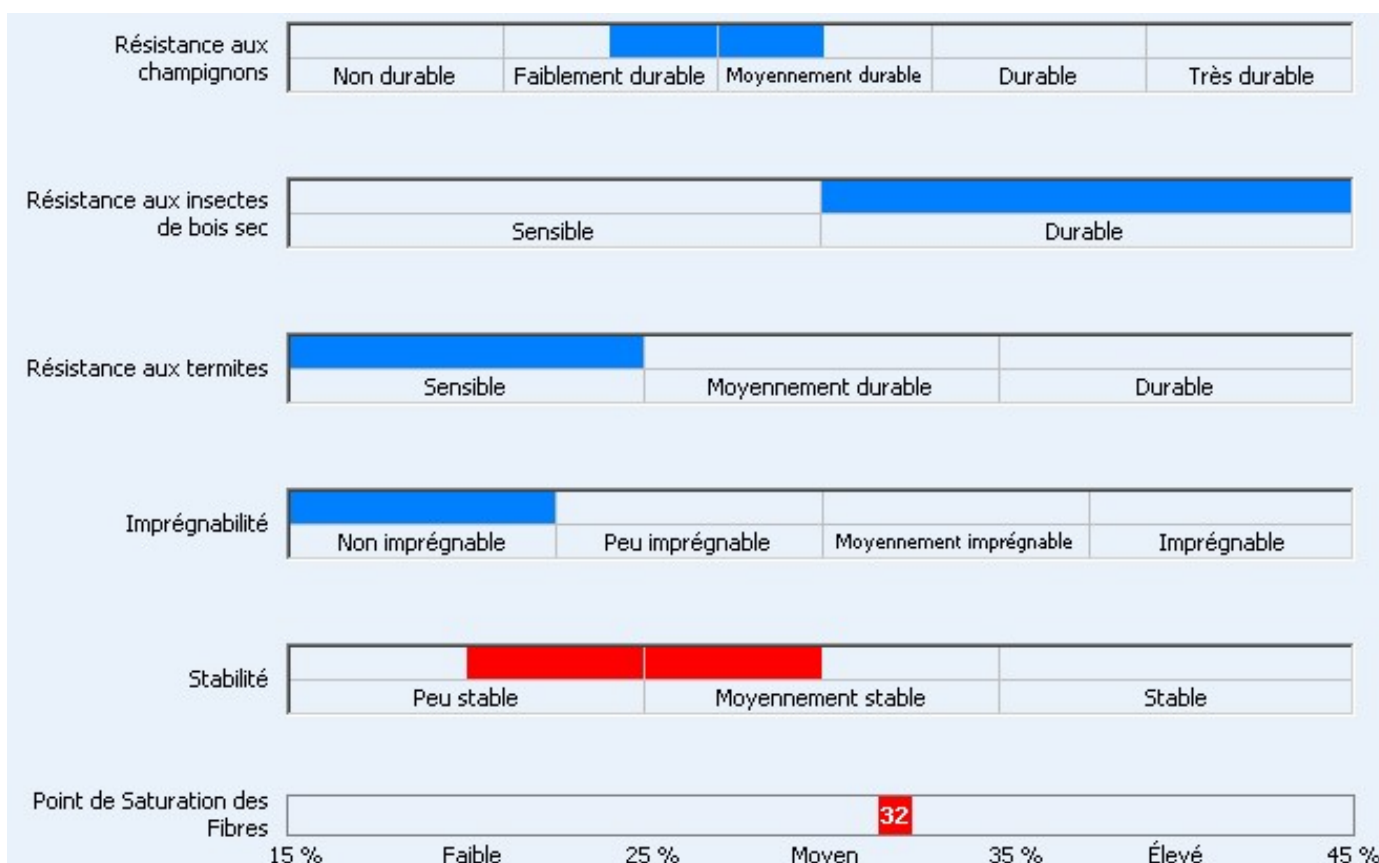 Résistance aux
champignons
Non durable Faiblement durable Moyennement durable Durable Très durable
Résistance aux insectes
de bois sec
Sensible Durable
Résistance aux termites
Sensible Moyennement durable Durable
Imprégnabilité
Non imprégnable Peu imprégnable Moyennement imprégnable Imprégnable
Stabilité
Peu stable Moyennement stable Stable
Point de Saturation des
Fibres
32
15 % Faible 25 % Moyen 35 % Élevé 45 %